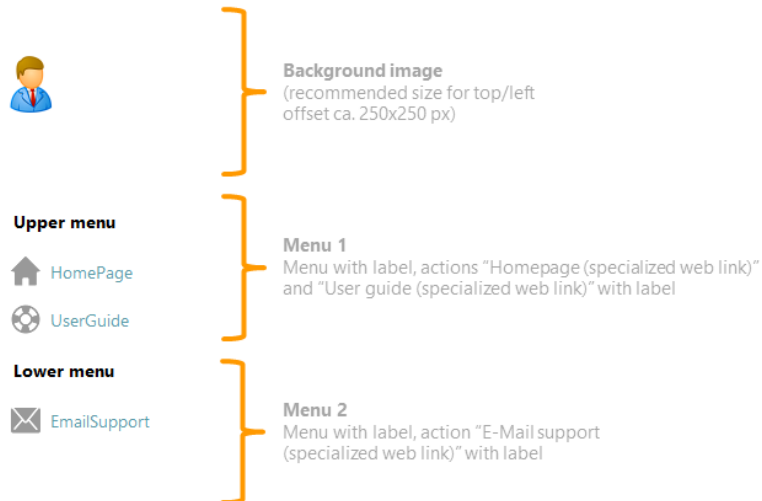 Background image
(recommended size for top/left
offset ca. 250x250 px)
Upper menu
HomePage
UserGuide
Menu 1
Menu with label, actions “Homepage (specialized web link)”
and “User guide (specialized web link)” with label
Lower menu
EmailSupport
Menu 2
Menu with label, action “E-Mail support
(specialized web link)” with label